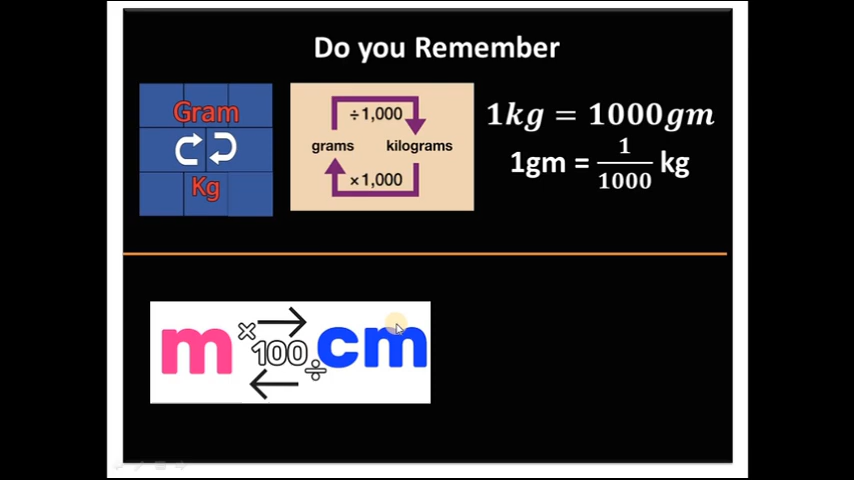 Do you Remember
Gram
Kg
÷1,000
grams kilograms
×1,000
1kg = 1000gm
1gm = 1/1000 kg
m × 100 ÷ cm